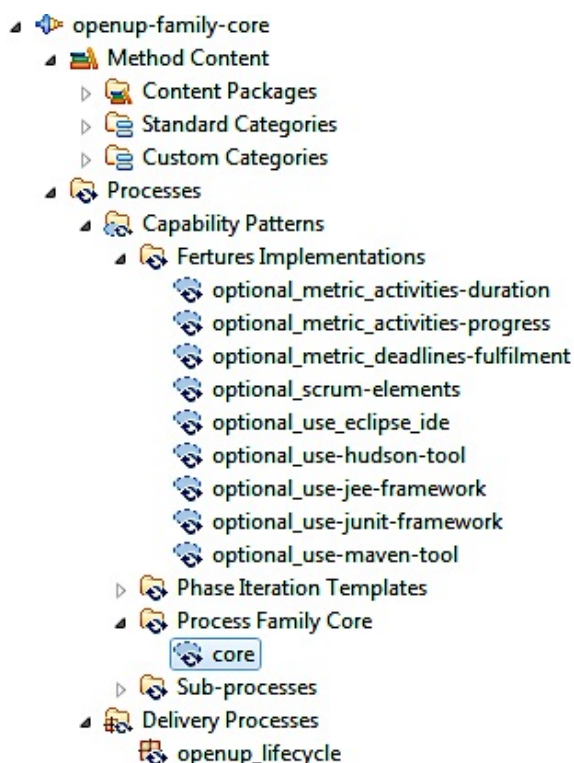 openup-family-core
Method Content
Content Packages
Standard Categories
Custom Categories
Processes
Capability Patterns
Fertures Implementations
optional_metric_activities-duration
optional_metric_activities-progress
optional_metric_deadlines-fulfilment
optional_scrum-elements
optional_use_eclipse_ide
optional_use-hudson-tool
optional_use-jee-framework
optional_use-junit-framework
optional_use-maven-tool
Phase Iteration Templates
Process Family Core
core
Sub-processes
Delivery Processes
openup_lifecycle